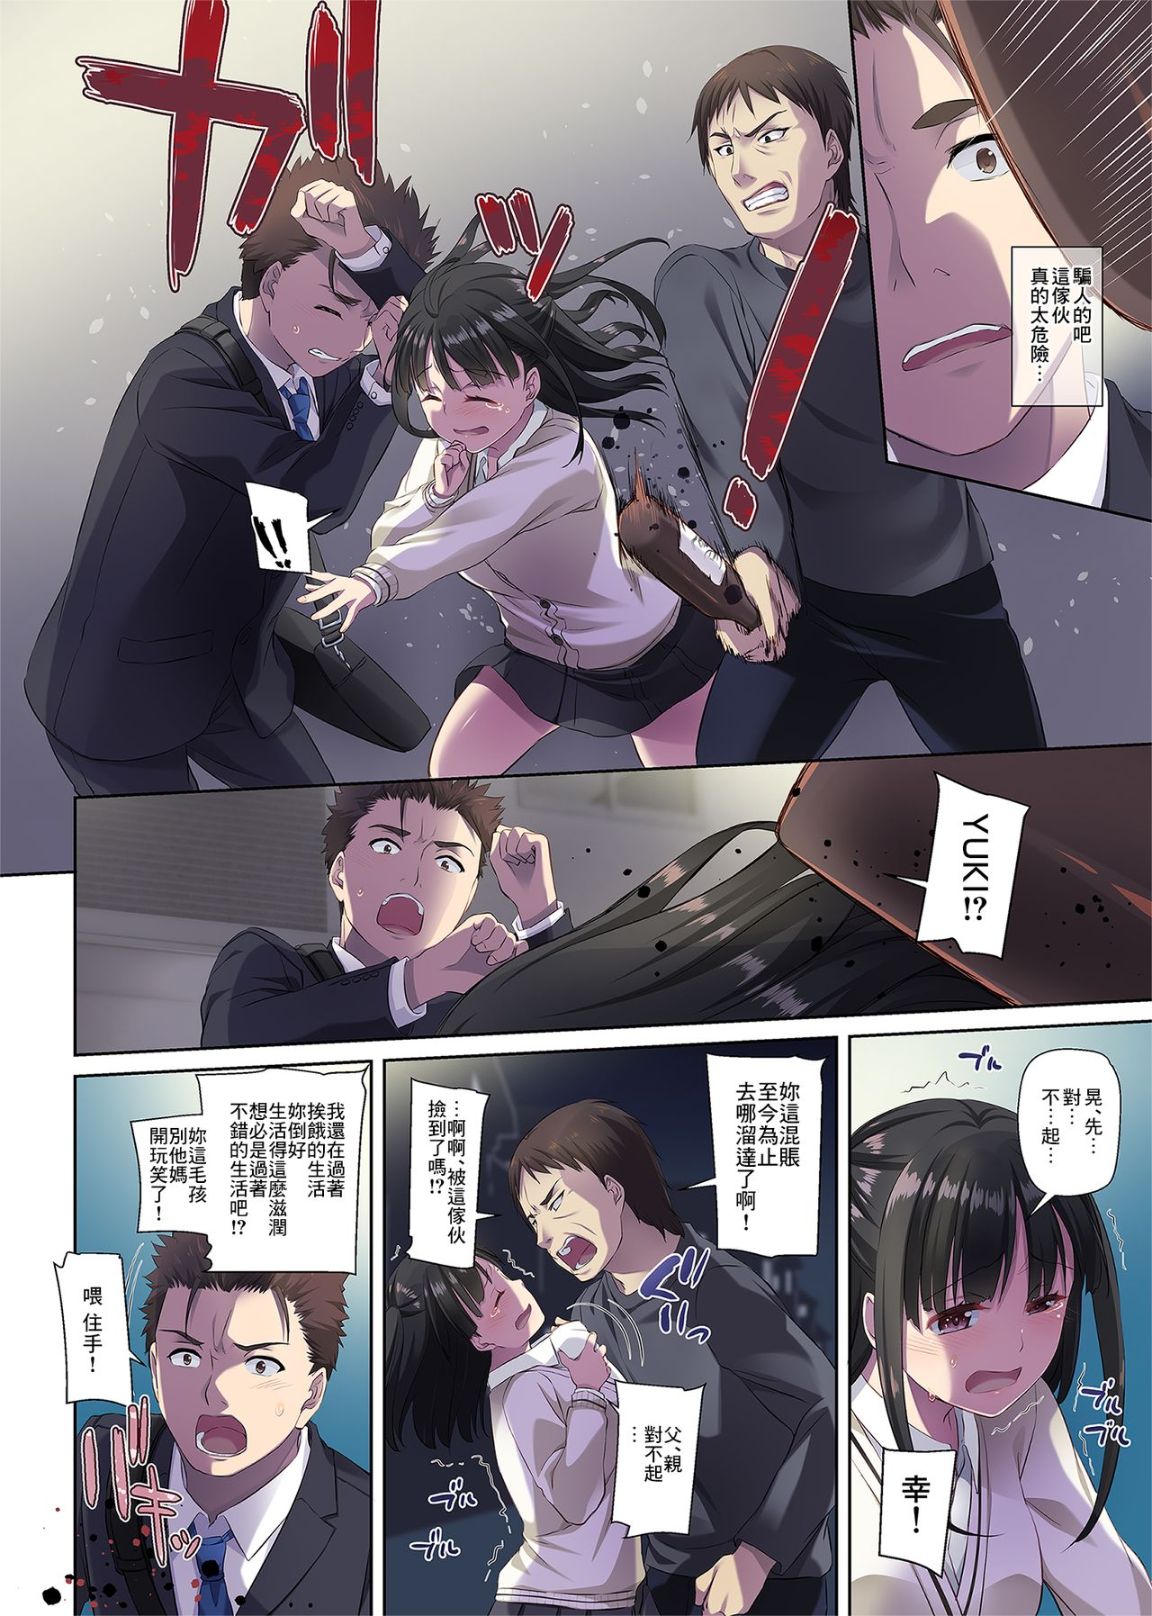 騙人的吧
這傢伙
真的太危險…
ガッ!
!!
YUKI!?
ブル
晃、先…
對…
不…起
ブル
ブル
幸!
妳這混賬
至今為止
去哪溜達了啊!
…啊啊、被這傢伙
撿到了嗎!?
グイッ
父、親
對不起
…
ブル
ブル
我還在過著
挨餓的生活
妳倒好
生活得這麼滋潤
想必是過著
不錯的生活吧!?
妳這毛孩
別他媽
開玩笑了!
喂 住手!